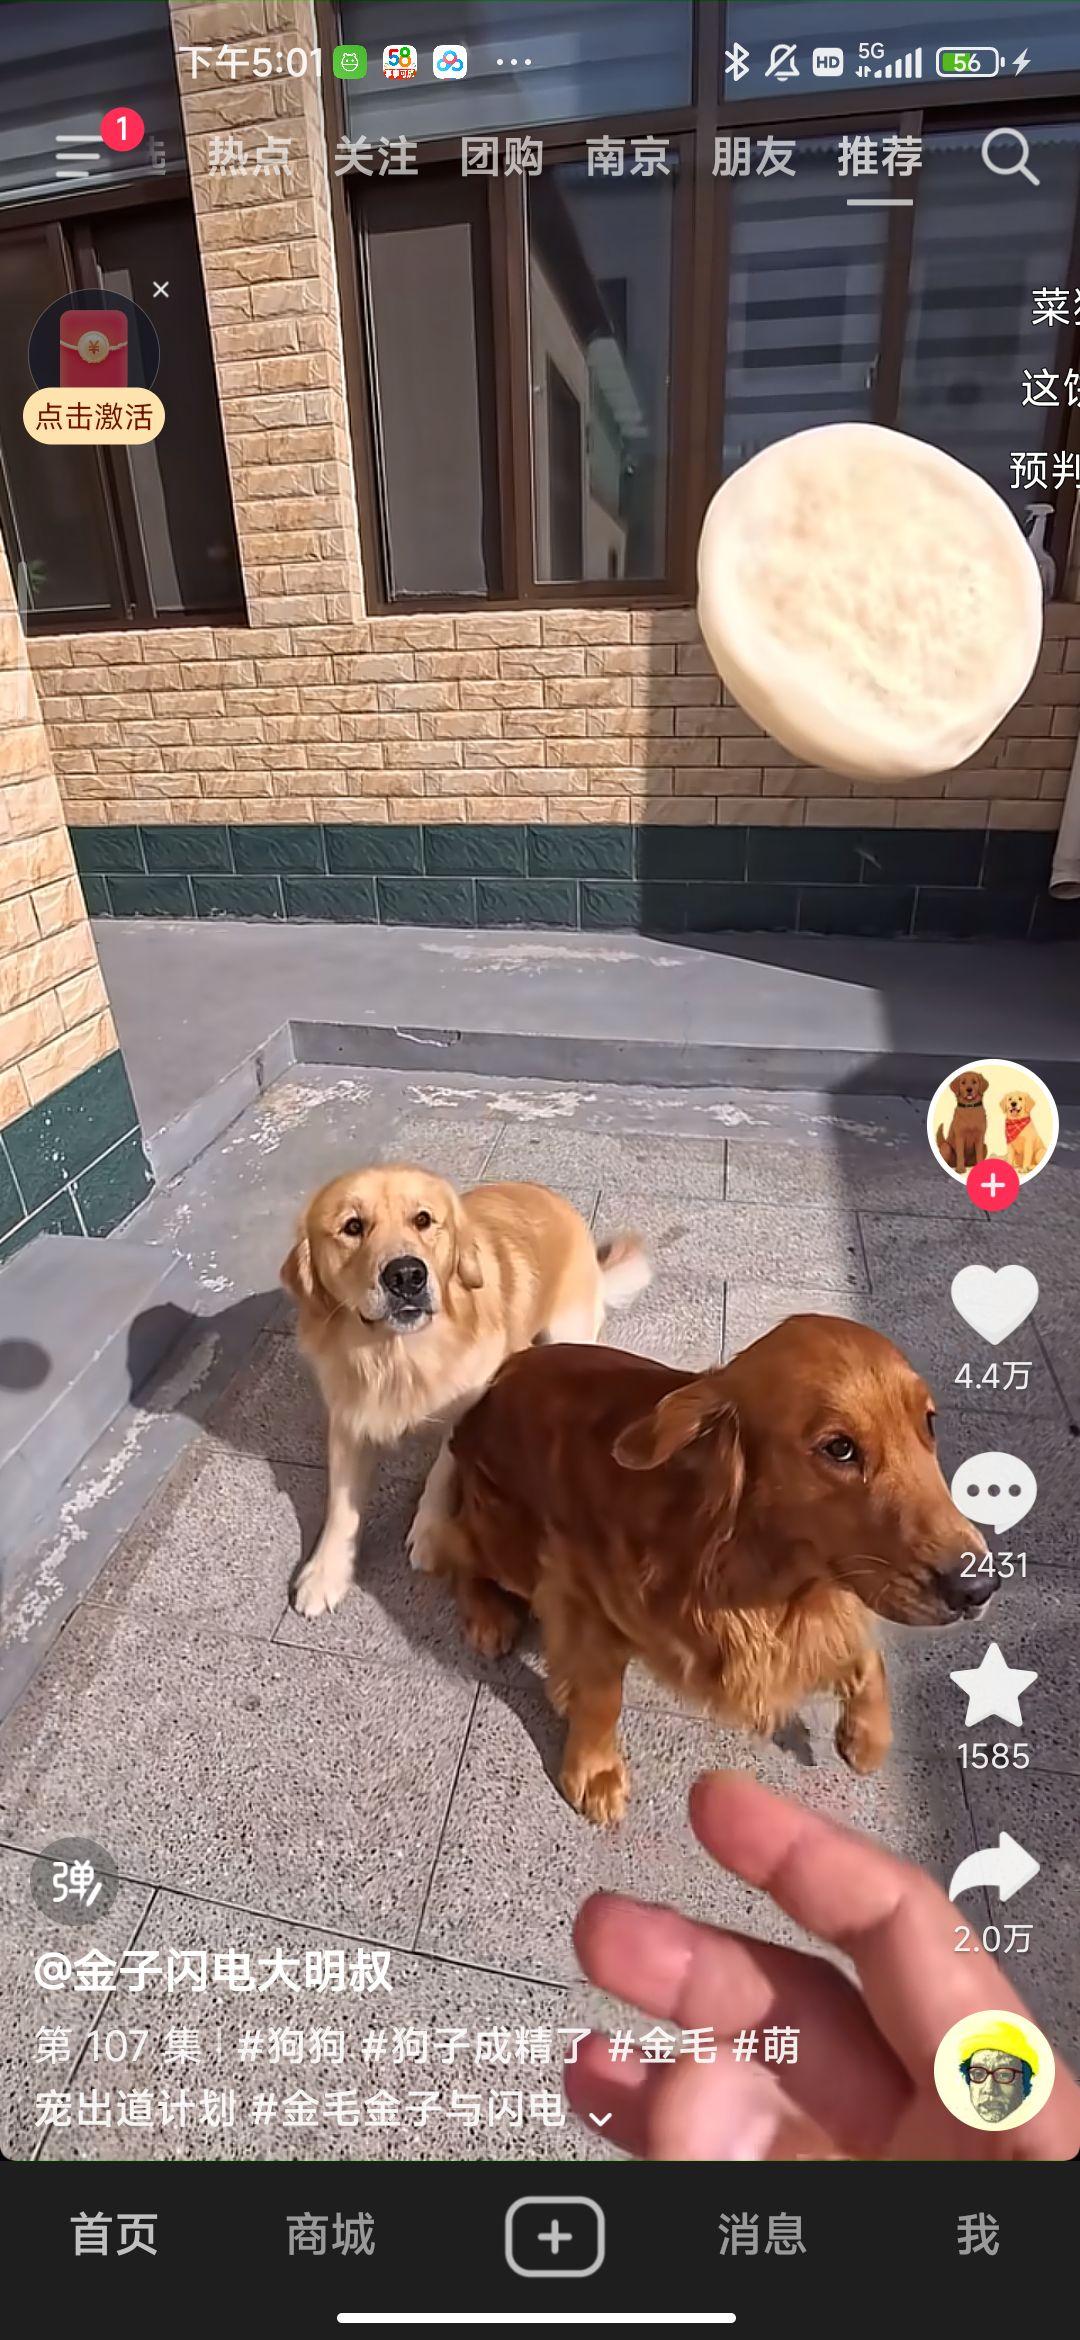 下午5:01
58
HD
5G
56
1
热点 关注 团购 南京 朋友 推荐
点击激活
菜
这
预判
4.4万
2431
1585
2.0万
弹
@金子闪电大明叔
第 107 集 | #狗狗 #狗子成精了 #金毛 #萌
宠出道计划 #金毛金子与闪电
首页 商城 消息 我